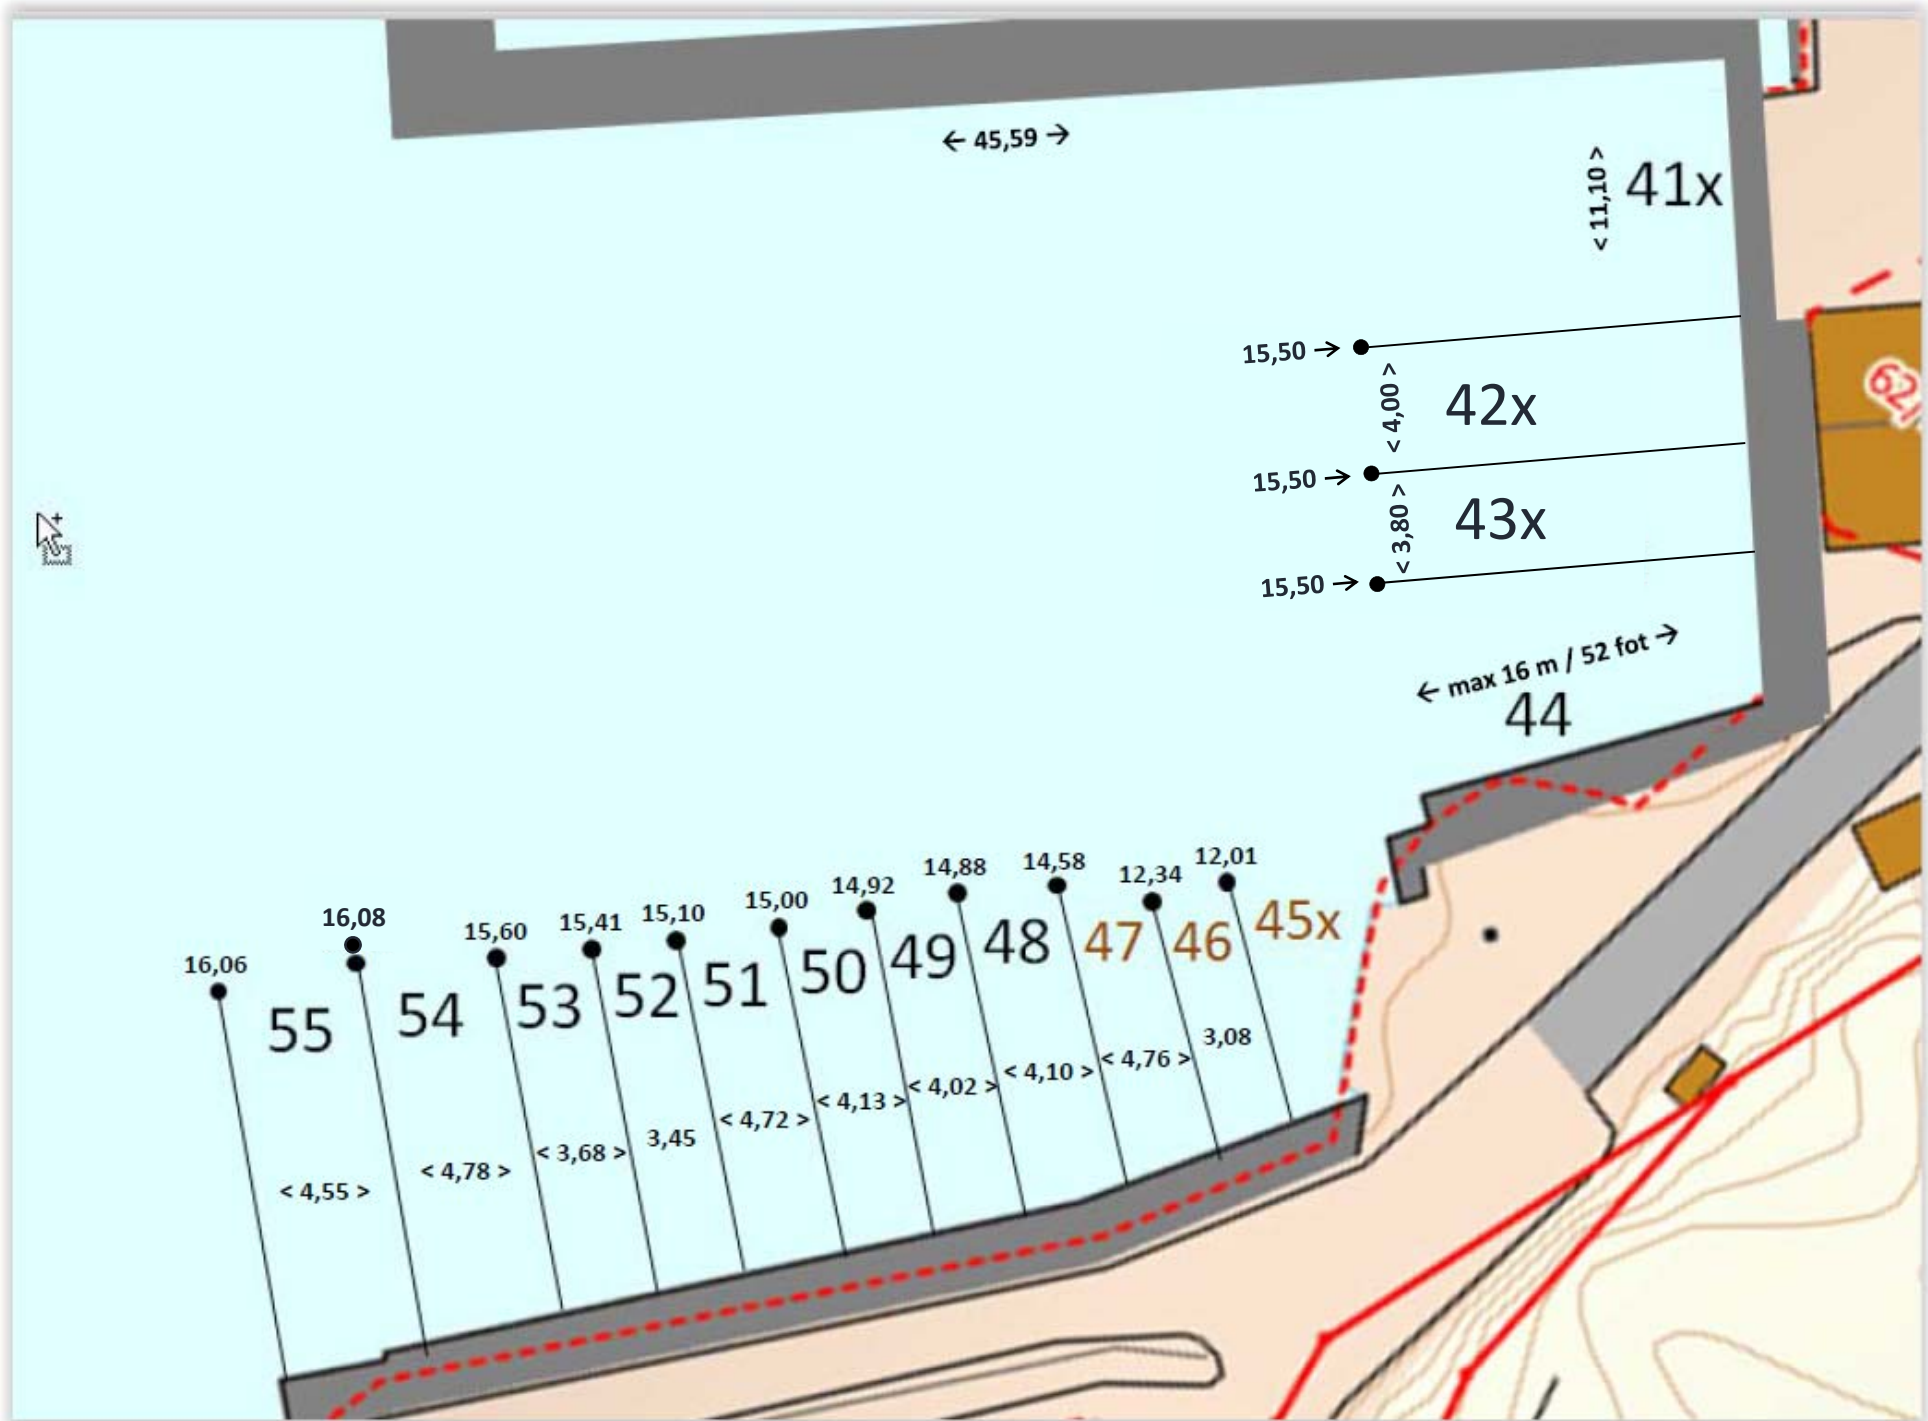 ← 45,59 →
< 11,10 >
41x
15,50 →
< 4,00 >
42x
15,50 →
< 3,80 >
43x
15,50 →
← max 16 m / 52 fot →
44
16,06
16,08
15,60
15,41
15,10
15,00
14,92
14,88
14,58
12,34
12,01
55
54
53
52
51
50
49
48
47
46
45x
< 4,55 >
< 4,78 >
< 3,68 >
3,45
< 4,72 >
< 4,13 >
< 4,02 >
< 4,10 >
< 4,76 >
3,08